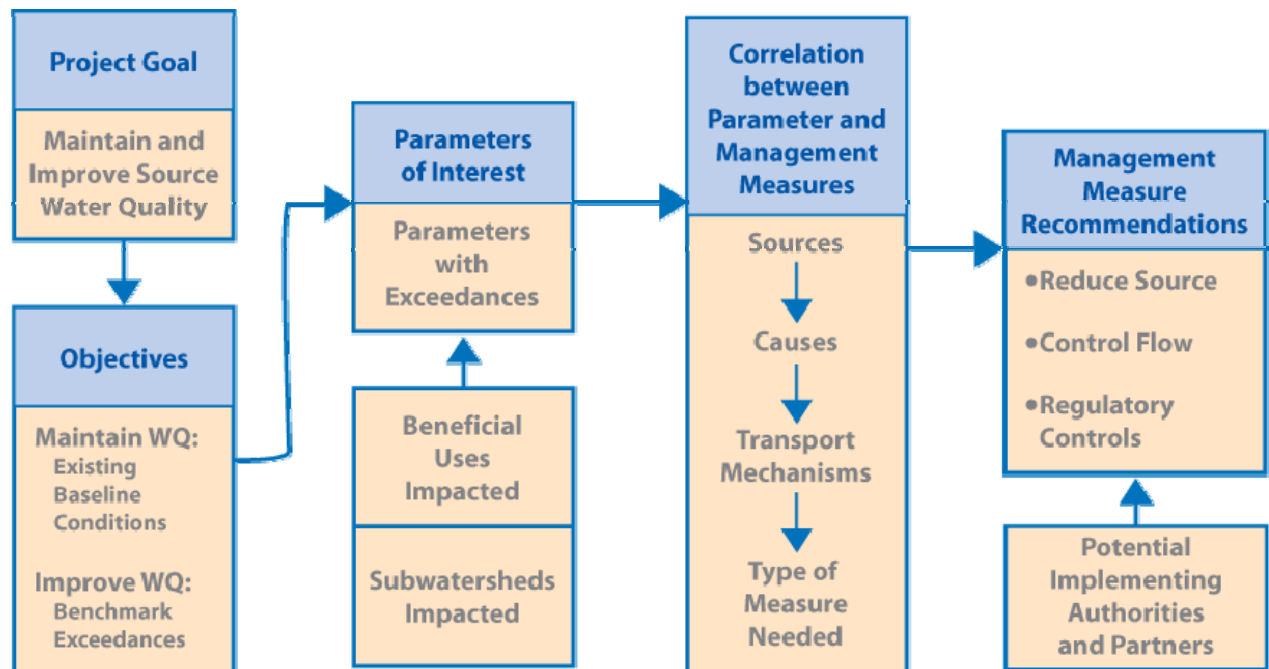 Project Goal
Maintain and
Improve Source
Water Quality
Objectives
Maintain WQ:
Existing
Baseline
Conditions
Improve WQ:
Benchmark
Exceedances
Parameters
of Interest
Parameters
with
Exceedances
Beneficial
Uses
Impacted
Subwatersheds
Impacted
Correlation
between
Parameter and
Management
Measures
Sources
Causes
Transport
Mechanisms
Type of
Measure
Needed
Management
Measure
Recommendations
•Reduce Source
•Control Flow
•Regulatory
Controls
Potential
Implementing
Authorities
and Partners